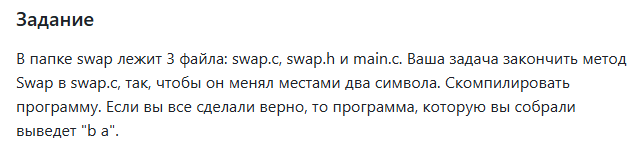 Задание
В папке swap лежит 3 файла: swap.c, swap.h и main.c. Ваша задача закончить метод
Swap в swap.c, так, чтобы он менял местами два символа. Скомпилировать
программу. Если вы все сделали верно, то программа, которую вы собрали
выведет "b a".